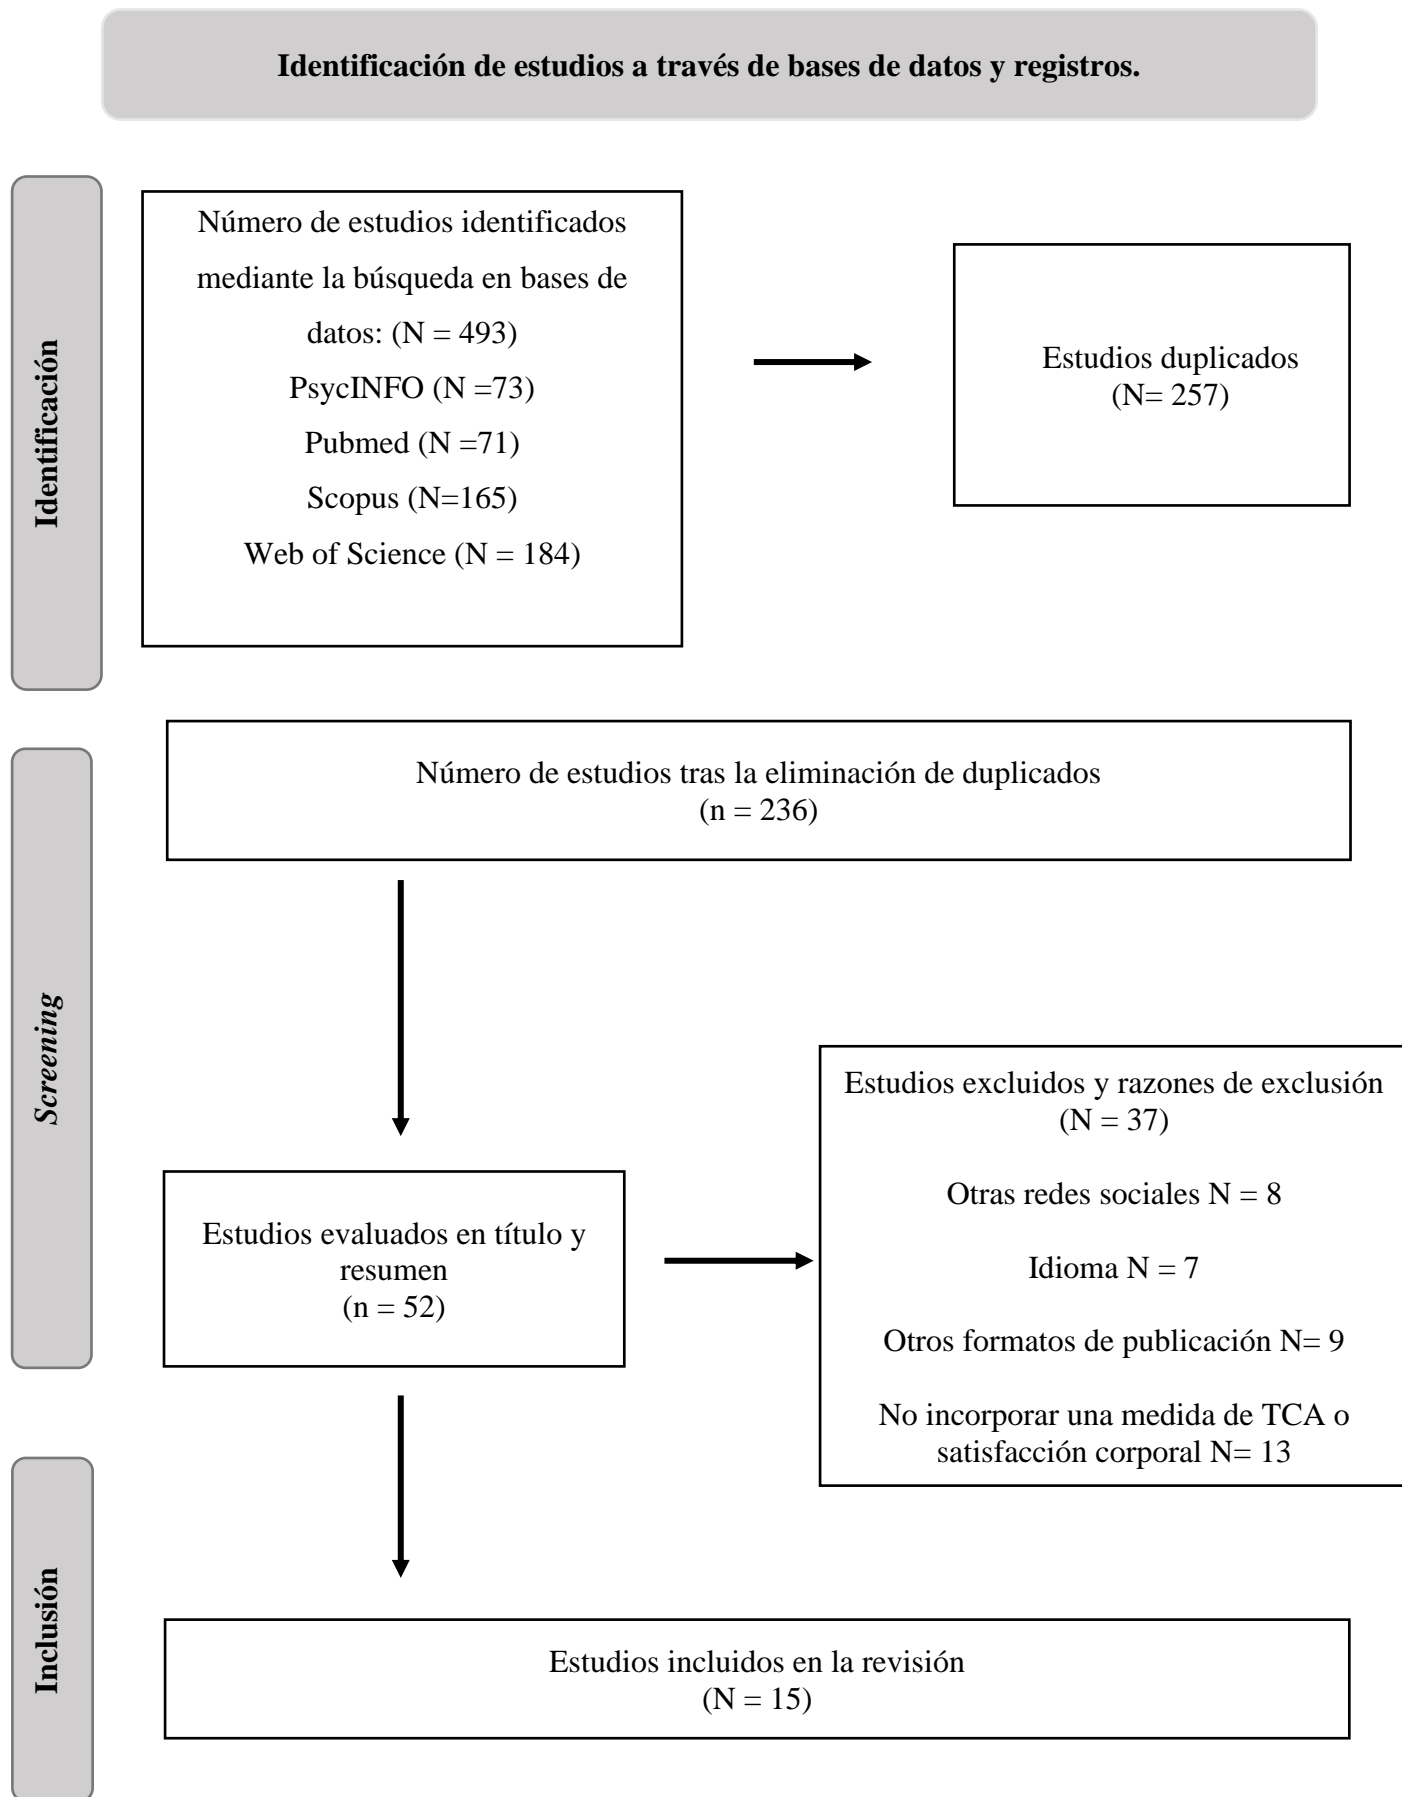 Identificación de estudios a través de bases de datos y registros.
Identificación
Número de estudios identificados
mediante la búsqueda en bases de
datos: (N = 493)
PsycINFO (N =73)
Pubmed (N =71)
Scopus (N=165)
Web of Science (N = 184)
Estudios duplicados
(N= 257)
Screening
Número de estudios tras la eliminación de duplicados
(n = 236)
Estudios evaluados en título y
resumen
(n = 52)
Estudios excluidos y razones de exclusión
(N = 37)
Otras redes sociales N = 8
Idioma N = 7
Otros formatos de publicación N= 9
No incorporar una medida de TCA o
satisfacción corporal N= 13
Inclusión
Estudios incluidos en la revisión
(N = 15)